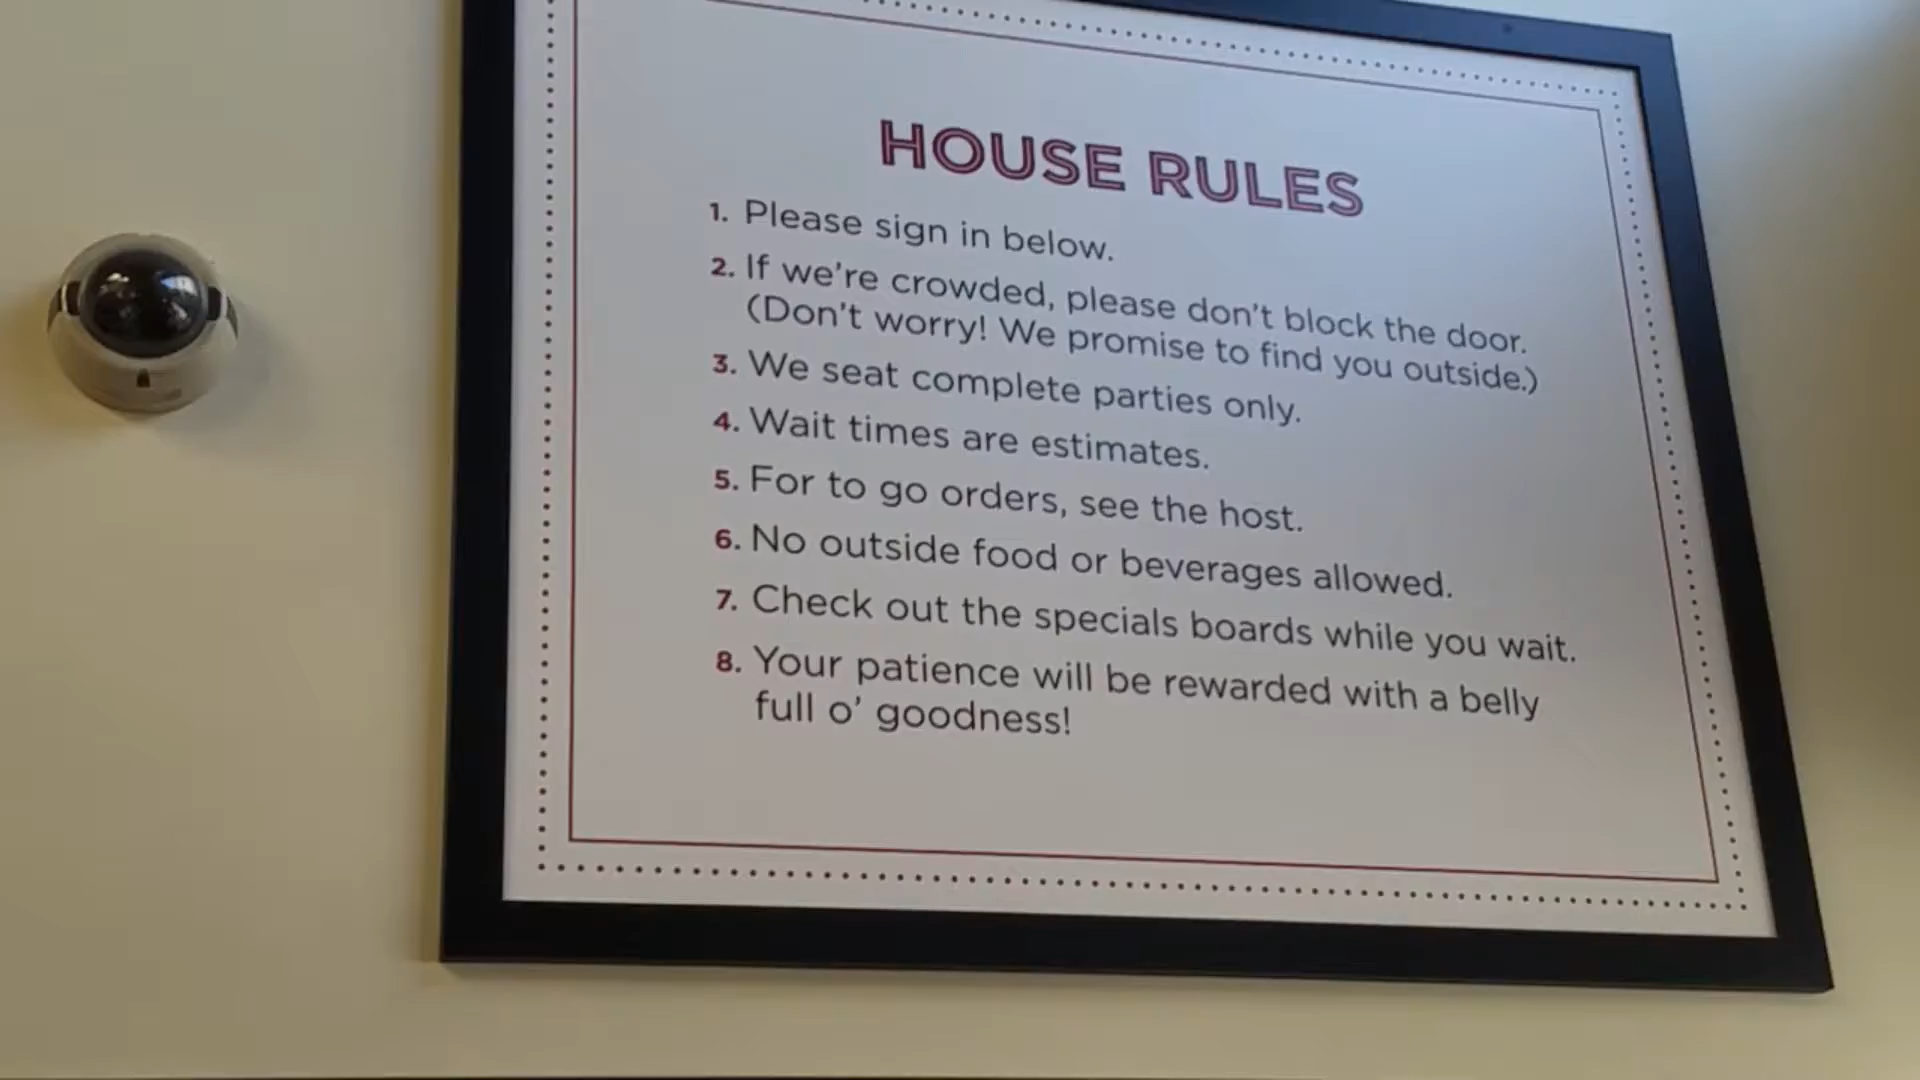 HOUSE RULES
1. Please sign in below.
2. If we're crowded, please don't block the door.
(Don't worry! We promise to find you outside.)
3. We seat complete parties only.
4. Wait times are estimates.
5. For to go orders, see the host.
6. No outside food or beverages allowed.
7. Check out the specials boards while you wait.
8. Your patience will be rewarded with a belly
full o' goodness!